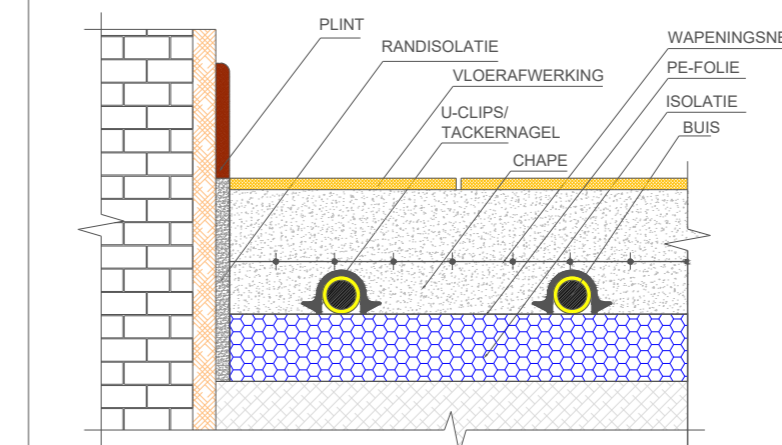 PLINT
RANDISOLATIE
VLOERAFWERKING
U-CLIPS/
TACKERNAGEL
CHAPE
WAPENINGSNE
PE-FOLIE
ISOLATIE
BUIS